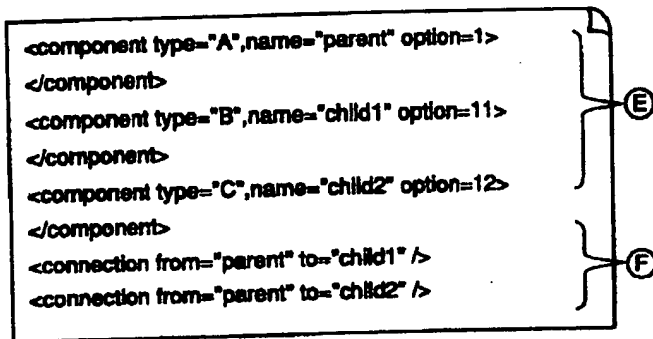 <component type="A",name="parent" option=1>
</component>
<component type="B",name="child1" option=11>
</component>
E
<component type="C",name="child2" option=12>
</component>
<connection from="parent" to="child1" />
<connection from="parent" to="child2" />
F